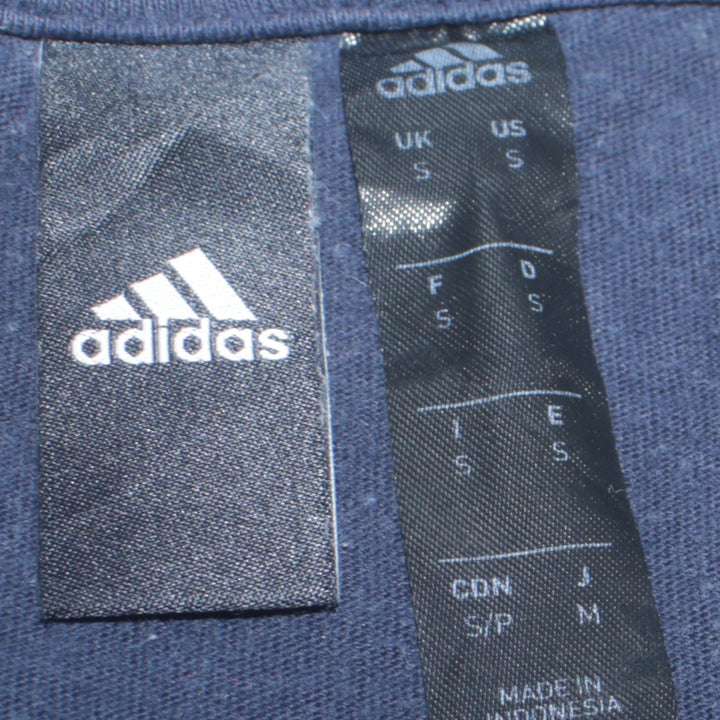 adidas
adidas
UK US
S S
F D
S S
I E
S S
CDN J
S/P M
MADE IN
INDONESIA